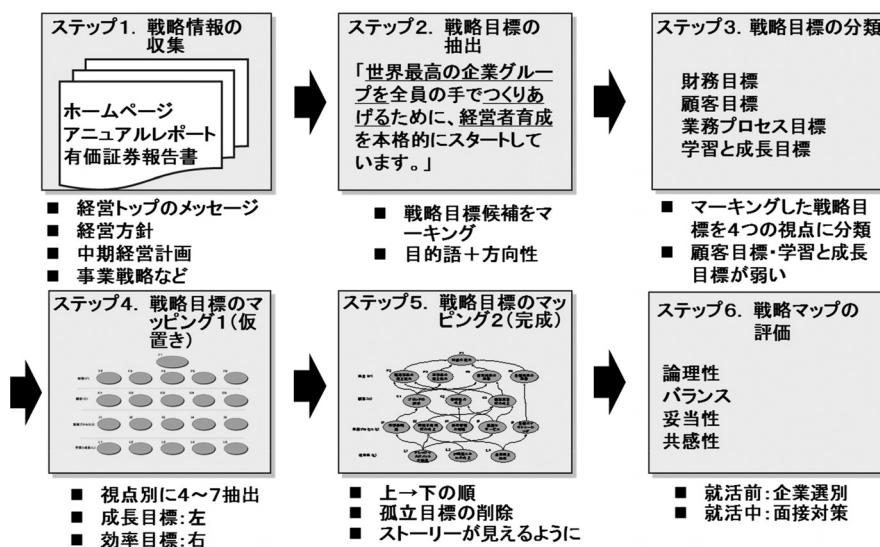 ステップ1．戦略情報の
収集
ホームページ
アニュアルレポート
有価証券報告書
■ 経営トップのメッセージ
■ 経営方針
■ 中期経営計画
■ 事業戦略など
ステップ2．戦略目標の
抽出
「世界最高の企業グルー
プを全員の手でつくりあ
げるために、経営者育成
を本格的にスタートして
います。」
■ 戦略目標候補をマ
ーキング
■ 目的語＋方向性
ステップ3．戦略目標の分類
財務目標
顧客目標
業務プロセス目標
学習と成長目標
■ マーキングした戦略目
標を4つの視点に分類
■ 顧客目標・学習と成長
目標が弱い
ステップ4．戦略目標のマ
ッピング1（仮
置き）
■ 視点別に4～7抽出
■ 成長目標：左
■ 効率目標：右
ステップ5．戦略目標のマッ
ピング2（完成）
■ 上→下の順
■ 孤立目標の削除
■ ストーリーが見えるように
ステップ6．戦略マップの
評価
論理性
バランス
妥当性
共感性
■ 就活前：企業選別
■ 就活中：面接対策